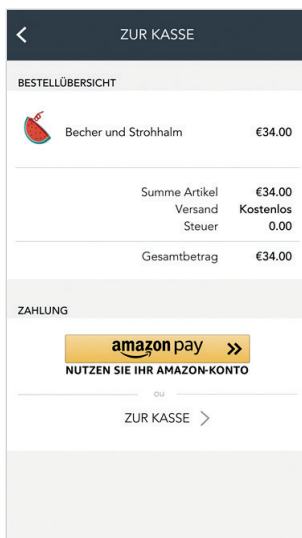 ZUR KASSE
BESTELLÜBERSICHT
Becher und Strohhalm €34.00
Summe Artikel €34.00
Versand Kostenlos
Steuer 0.00
Gesamtbetrag €34.00
ZAHLUNG
amazon pay
NUTZEN SIE IHR AMAZON-KONTO
ou
ZUR KASSE